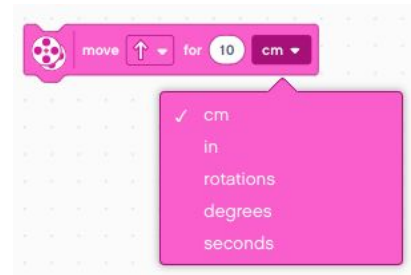 move for 10 cm
cm
in
rotations
degrees
seconds